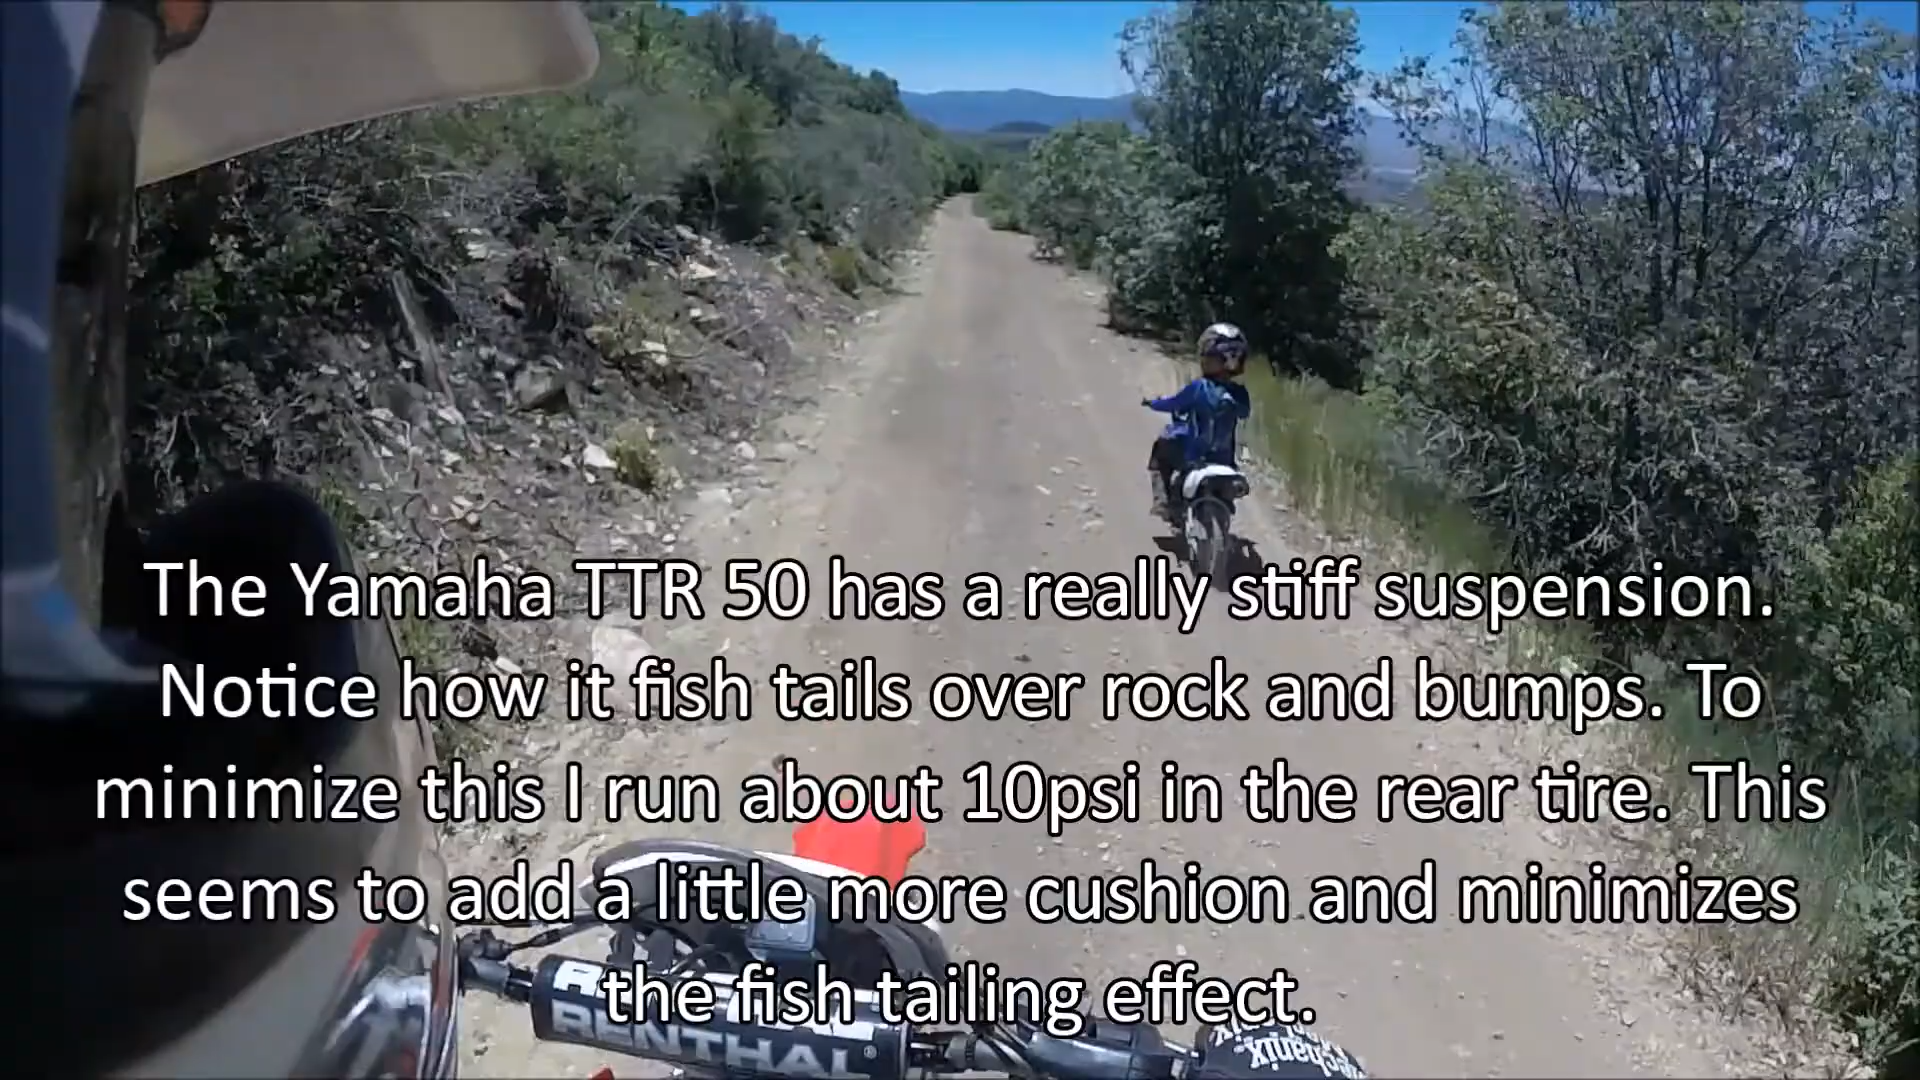 The Yamaha TTR 50 has a really stiff suspension.
Notice how it fish tails over rock and bumps. To
minimize this I run about 10psi in the rear tire. This
seems to add a little more cushion and minimizes
the fish tailing effect.
RENTHAL®